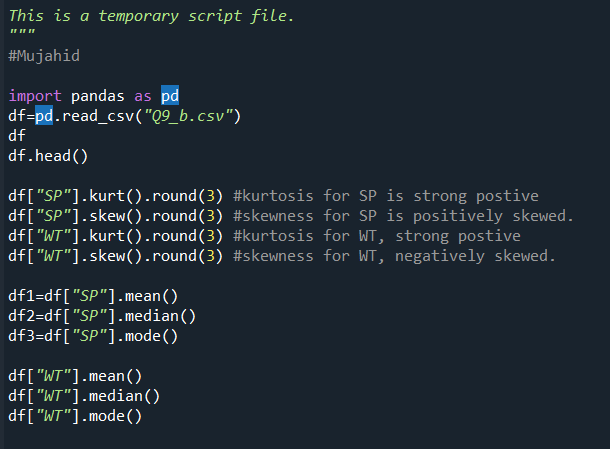 This is a temporary script file.
"""
#Mujahid
import pandas as pd
df=pd.read_csv("Q9_b.csv")
df
df.head()
df["SP"].kurt().round(3) #kurtosis for SP is strong postive
df["SP"].skew().round(3) #skewness for SP is positively skewed.
df["WT"].kurt().round(3) #kurtosis for WT, strong postive
df["WT"].skew().round(3) #skewness for WT, negatively skewed.
df1=df["SP"].mean()
df2=df["SP"].median()
df3=df["SP"].mode()
df["WT"].mean()
df["WT"].median()
df["WT"].mode()